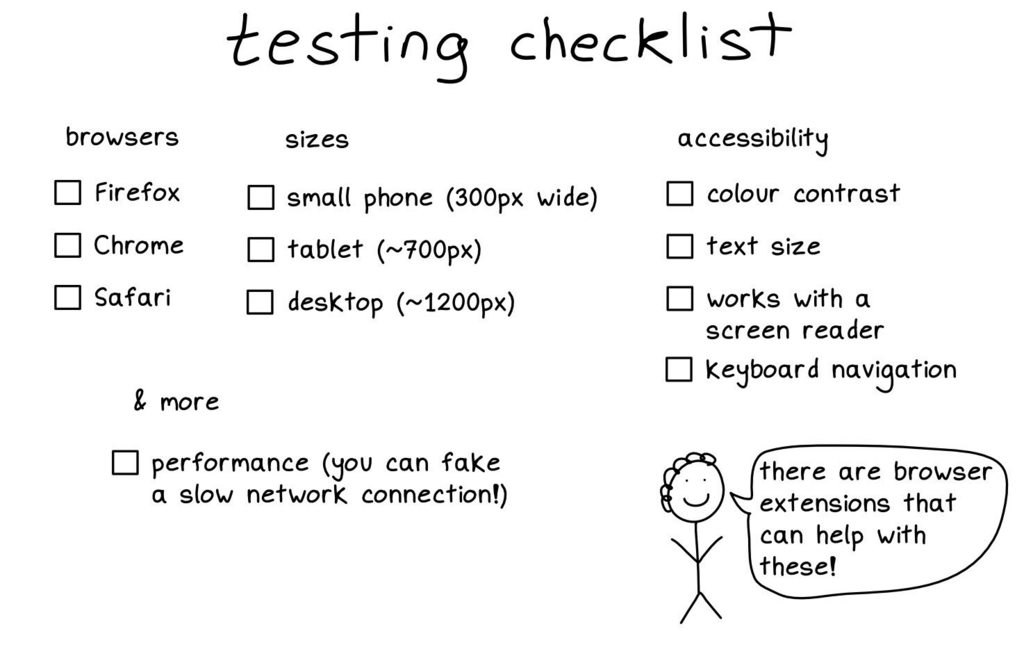 testing checklist
browsers
Firefox
Chrome
Safari
sizes
small phone (300px wide)
tablet (~700px)
desktop (~1200px)
accessibility
colour contrast
text size
works with a
screen reader
keyboard navigation
& more
performance (you can fake
a slow network connection!)
there are browser
extensions that
can help with
these!